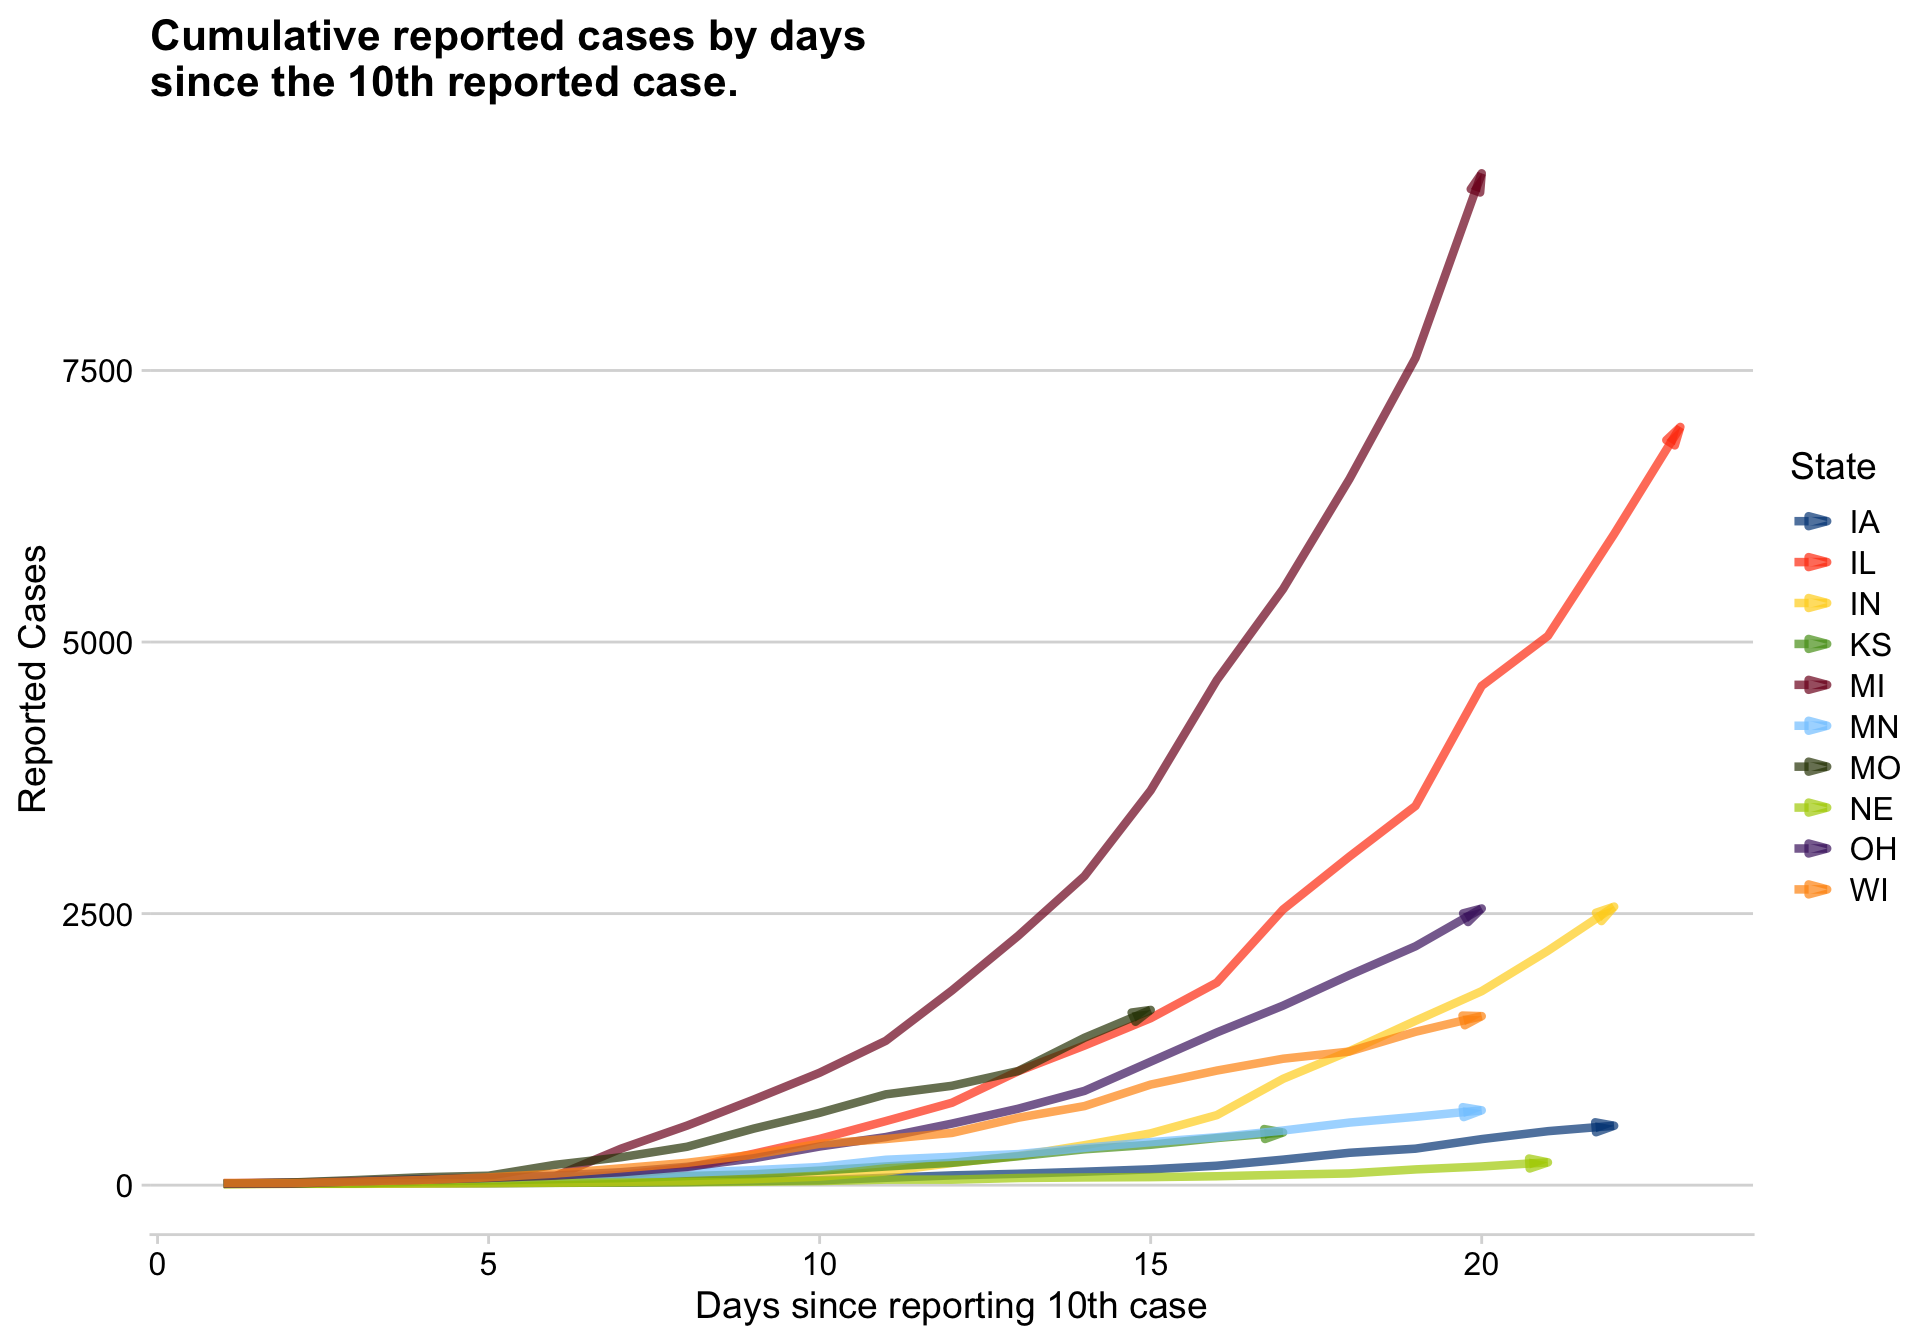 Cumulative reported cases by days
since the 10th reported case.
7500
5000
2500
0
Reported Cases
0 5 10 15 20
Days since reporting 10th case
State
IA
IL
IN
KS
MI
MN
MO
NE
OH
WI